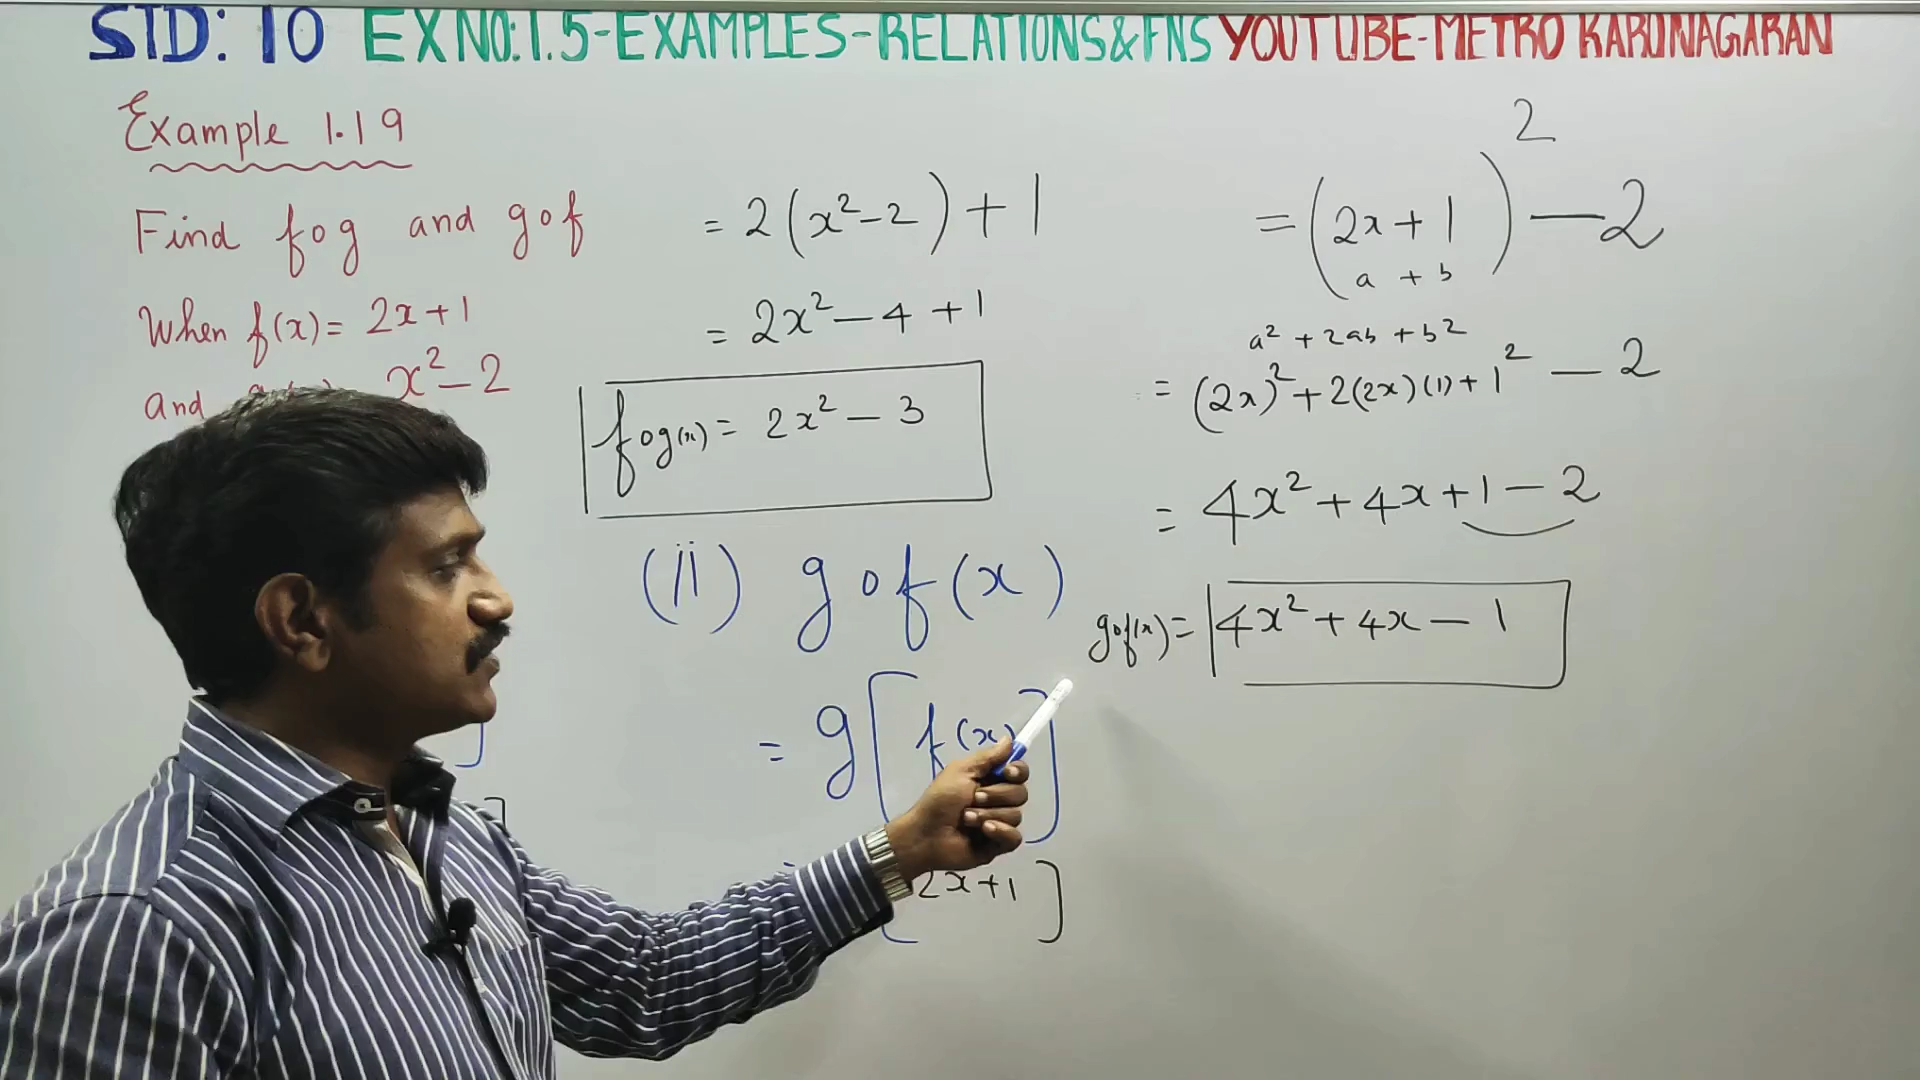 STD: 10 EX NO:1.5-EXAMPLES-RELATIONS&FNS YOUTUBE-METRO KARUNAGARAN
Example 1.19
Find fog and gof
When f(x)= 2x+1
and x²-2
]
]
= 2(x²-2)+1
= 2x²-4+1
fog(x)= 2x²-3
(ii) gof(x)
= g[f(x)]
[2x+1]
= (2x+1)²-2
a + b
a²+2ab+b²
= (2x)²+2(2x)(1)+1²-2
= 4x²+4x+1-2
gof(x)= 4x²+4x-1